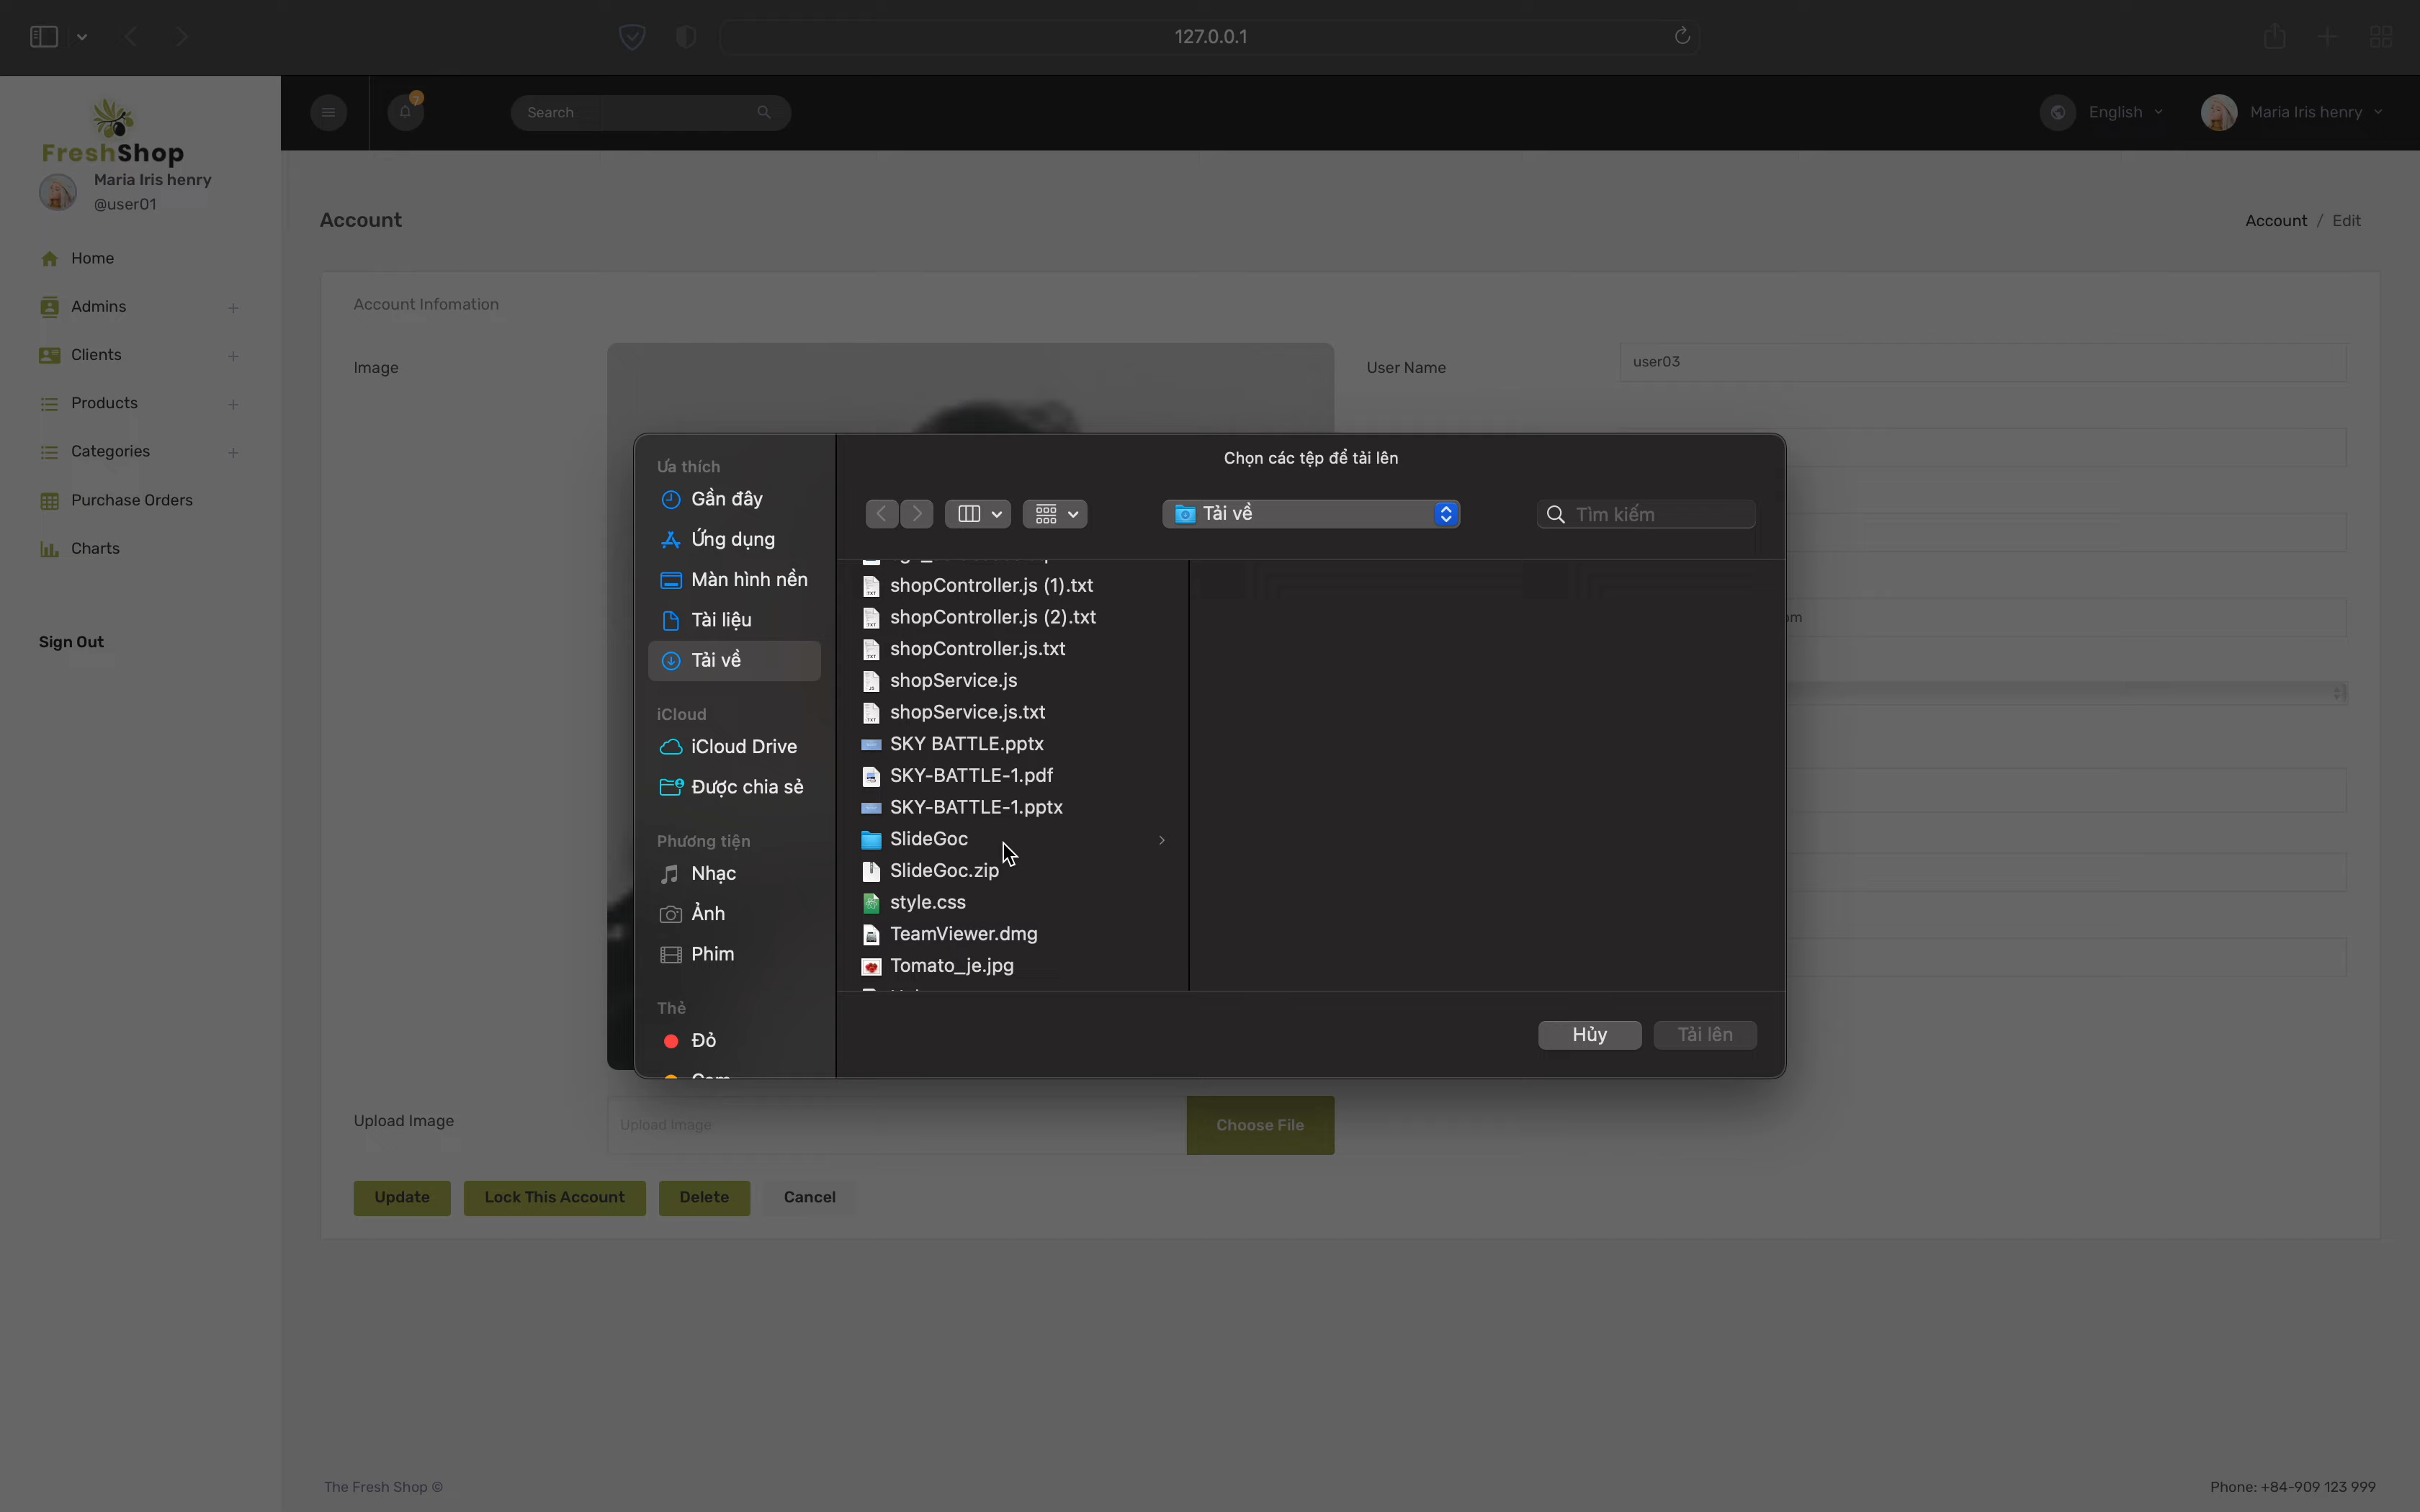 127.0.0.1
7
Search
English
Maria Iris henry
FreshShop
Maria Iris henry
@user01
Home
Admins
Clients
Products
Categories
Purchase Orders
Charts
Sign Out
Account
Account / Edit
Account Infomation
Image
User Name
user03
om
Chọn các tệp để tải lên
Ưa thích
Gần đây
Ứng dụng
Màn hình nền
Tài liệu
Tải về
iCloud
iCloud Drive
Được chia sẻ
Phương tiện
Nhạc
Ảnh
Phim
Thẻ
Đỏ
Tải về
Tìm kiếm
shopController.js (1).txt
shopController.js (2).txt
shopController.js.txt
shopService.js
shopService.js.txt
SKY BATTLE.pptx
SKY-BATTLE-1.pdf
SKY-BATTLE-1.pptx
SlideGoc
SlideGoc.zip
style.css
TeamViewer.dmg
Tomato_je.jpg
Hủy
Tải lên
Upload Image
Upload Image
Choose File
Update
Lock This Account
Delete
Cancel
The Fresh Shop ©
Phone: +84-909 123 999